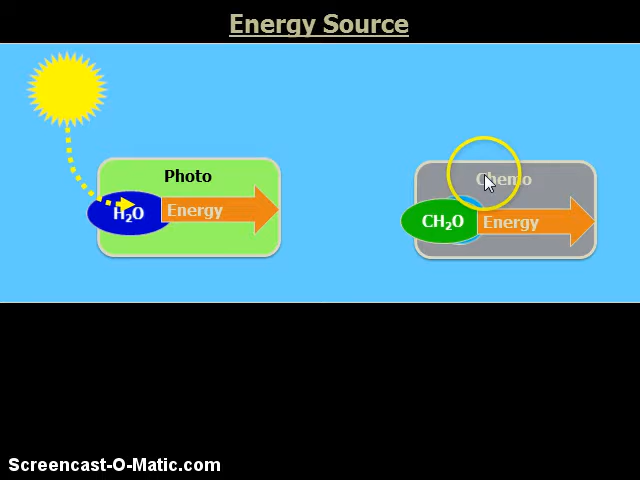 Energy Source
Photo
H₂O
Energy
Chemo
CH₂O
Energy
Screencast-O-Matic.com